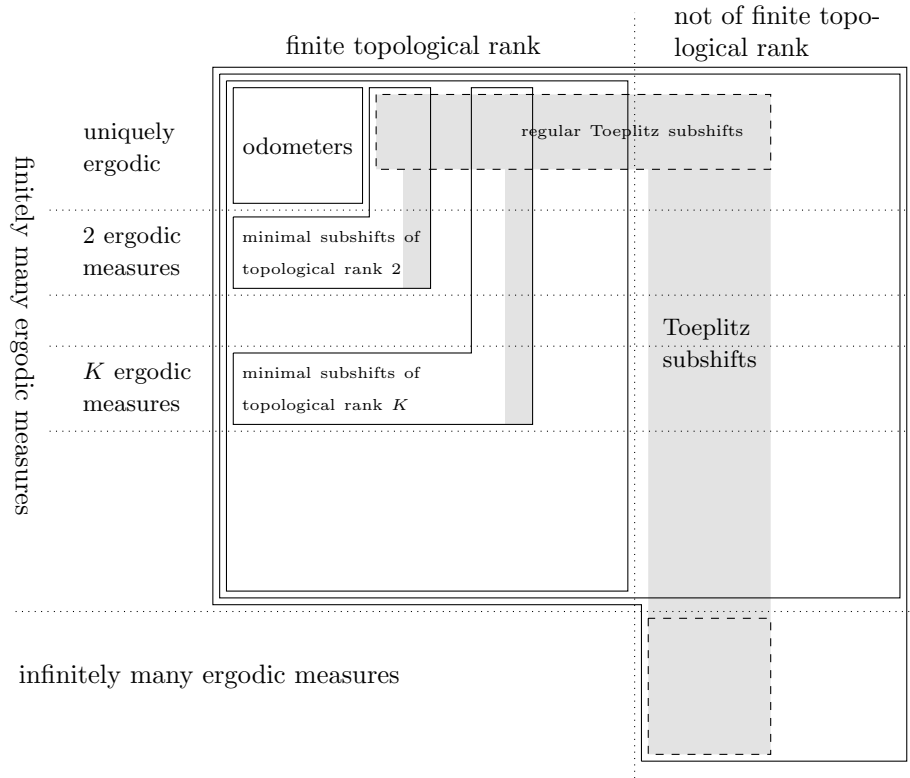 not of finite topo-
logical rank
finite topological rank
uniquely
ergodic
odometers
regular Toeplitz subshifts
finitely many ergodic measures
2 ergodic
measures
minimal subshifts of
topological rank 2
Toeplitz
subshifts
K ergodic
measures
minimal subshifts of
topological rank K
infinitely many ergodic measures